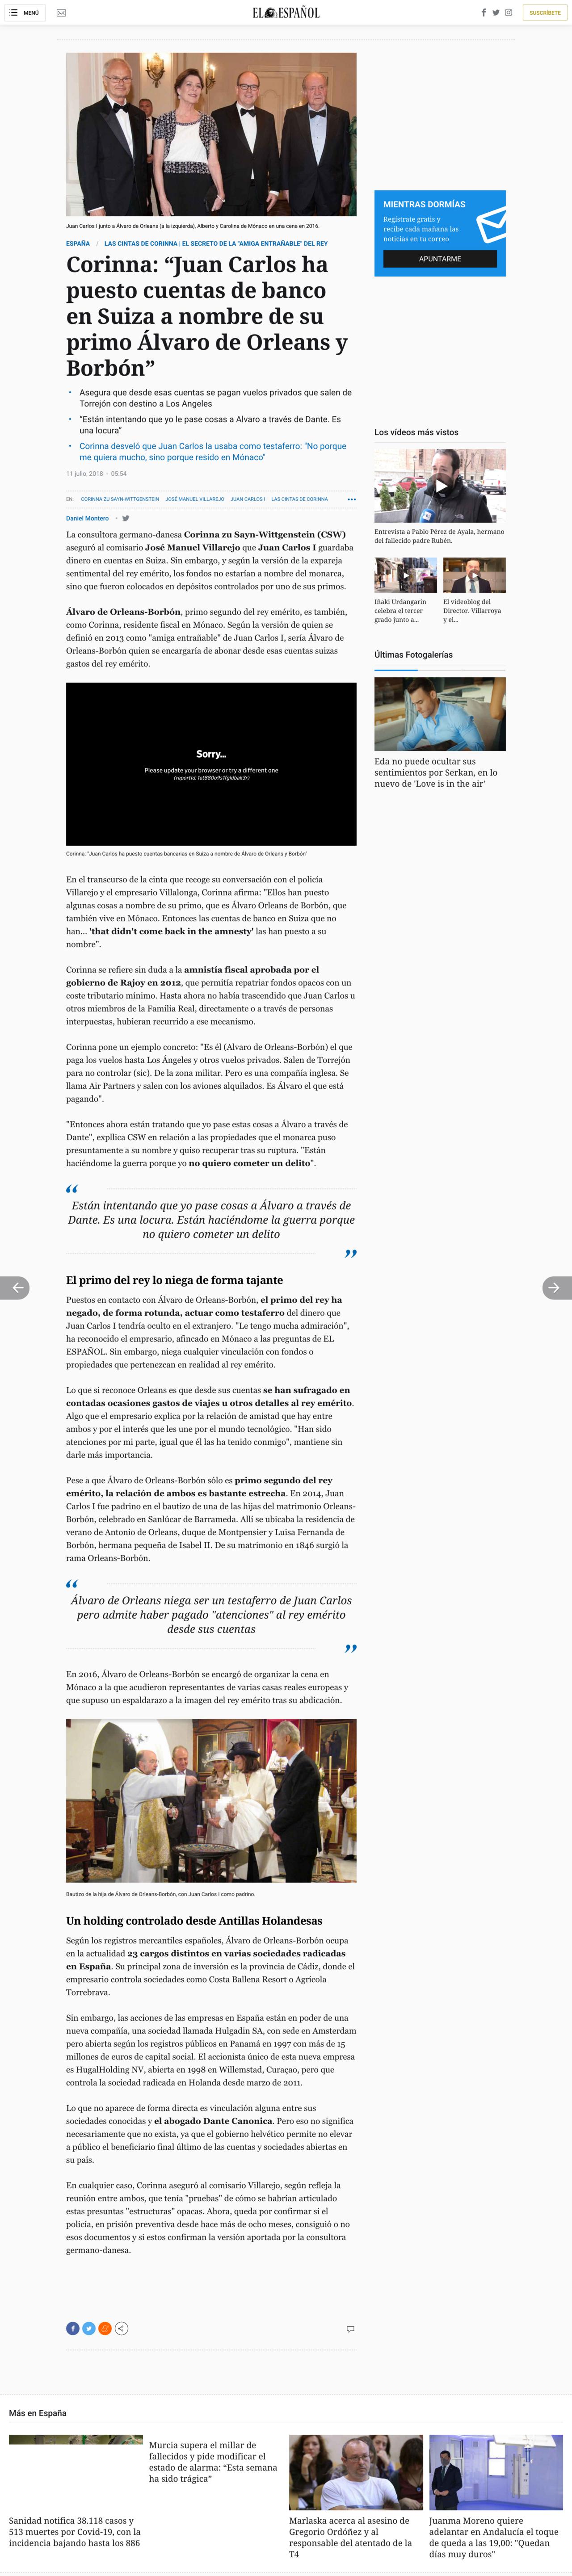 MENÚ
EL ESPAÑOL
SUSCRÍBETE
Juan Carlos I junto a Álvaro de Orleans (a la izquierda), Alberto y Carolina de Mónaco en una cena en 2016.
ESPAÑA / LAS CINTAS DE CORINNA | EL SECRETO DE LA "AMIGA ENTRAÑABLE" DEL REY
Corinna: “Juan Carlos ha
puesto cuentas de banco
en Suiza a nombre de su
primo Álvaro de Orleans y
Borbón”
Asegura que desde esas cuentas se pagan vuelos privados que salen de
Torrejón con destino a Los Angeles
"Están intentando que yo le pase cosas a Alvaro a través de Dante. Es
una locura”
Corinna desveló que Juan Carlos la usaba como testaferro: "No porque
me quiera mucho, sino porque resido en Mónaco"
11 julio, 2018 - 05:54
EN: CORINNA ZU SAYN-WITTGENSTEIN JOSÉ MANUEL VILLAREJO JUAN CARLOS I LAS CINTAS DE CORINNA
Daniel Montero
La consultora germano-danesa Corinna zu Sayn-Wittgenstein (CSW)
aseguró al comisario José Manuel Villarejo que Juan Carlos I guardaba
dinero en cuentas en Suiza. Sin embargo, y según la versión de la expareja
sentimental del rey emérito, los fondos no estarían a nombre del monarca,
sino que fueron colocados en depósitos controlados por uno de sus primos.
Álvaro de Orleans-Borbón, primo segundo del rey emérito, es también,
como Corinna, residente fiscal en Mónaco. Según la versión de quien se
definió en 2013 como "amiga entrañable" de Juan Carlos I, sería Álvaro de
Orleans-Borbón quien se encargaría de abonar desde esas cuentas suizas
gastos del rey emérito.
Sorry...
Please update your browser or try a different one
Corinna: "Juan Carlos ha puesto cuentas bancarias en Suiza a nombre de Álvaro de Orleans y Borbón"
En el transcurso de la cinta que recoge su conversación con el policía
Villarejo y el empresario Villalonga, Corinna afirma: "Ellos han puesto
algunas cosas a nombre de su primo, que es Álvaro Orleans de Borbón, que
también vive en Mónaco. Entonces las cuentas de banco en Suiza que no
han... 'that didn't come back in the amnesty' las han puesto a su
nombre".
Corinna se refiere sin duda a la amnistía fiscal aprobada por el
gobierno de Rajoy en 2012, que permitía repatriar fondos opacos con un
coste tributario mínimo. Hasta ahora no había trascendido que Juan Carlos u
otros miembros de la Familia Real, directamente o a través de personas
interpuestas, hubieran recurrido a ese mecanismo.
Corinna pone un ejemplo concreto: "Es él (Alvaro de Orleans-Borbón) el que
paga los vuelos hasta Los Ángeles y otros vuelos privados. Salen de Torrejón
para no controlar (sic). De la zona militar. Pero es una compañía inglesa. Se
llama Air Partners y salen con los aviones alquilados. Es Álvaro el que está
pagando".
"Entonces ahora están tratando que yo pase estas cosas a Álvaro a través de
Dante", expllica CSW en relación a las propiedades que el monarca puso
presuntamente a su nombre y quiso recuperar tras su ruptura. "Están
haciéndome la guerra porque yo no quiero cometer un delito".
“
Están intentando que yo pase cosas a Álvaro a través de
Dante. Es una locura. Están haciéndome la guerra porque
no quiero cometer un delito
”
El primo del rey lo niega de forma tajante
Puestos en contacto con Álvaro de Orleans-Borbón, el primo del rey ha
negado, de forma rotunda, actuar como testaferro del dinero que
Juan Carlos I tendría oculto en el extranjero. "Le tengo mucha admiración",
ha reconocido el empresario, afincado en Mónaco a las preguntas de EL
ESPAÑOL. Sin embargo, niega cualquier vinculación con fondos o
propiedades que pertenezcan en realidad al rey emérito.
Lo que si reconoce Orleans es que desde sus cuentas se han sufragado en
contadas ocasiones gastos de viajes u otros detalles al rey emérito.
Algo que el empresario explica por la relación de amistad que hay entre
ambos y por el interés que les une por el mundo tecnológico. "Han sido
atenciones por mi parte, igual que él las ha tenido conmigo", mantiene sin
darle más importancia.
Pese a que Álvaro de Orleans-Borbón sólo es primo segundo del rey
emérito, la relación de ambos es bastante estrecha. En 2014, Juan
Carlos I fue padrino en el bautizo de una de las hijas del matrimonio Orleans-
Borbón, celebrado en Sanlúcar de Barrameda. Allí se ubicaba la residencia de
verano de Antonio de Orleans, duque de Montpensier y Luisa Fernanda de
Borbón, hermana pequeña de Isabel II. De su matrimonio en 1846 surgió la
rama Orleans-Borbón.
“
Álvaro de Orleans niega ser un testaferro de Juan Carlos
pero admite haber pagado "atenciones" al rey emérito
desde sus cuentas
”
En 2016, Álvaro de Orleans-Borbón se encargó de organizar la cena en
Mónaco a la que acudieron representantes de varias casas reales europeas y
que supuso un espaldarazo a la imagen del rey emérito tras su abdicación.
Bautizo de la hija de Álvaro de Orleans-Borbón, con Juan Carlos I como padrino.
Un holding controlado desde Antillas Holandesas
Según los registros mercantiles españoles, Álvaro de Orleans-Borbón ocupa
en la actualidad 23 cargos distintos en varias sociedades radicadas
en España. Su principal zona de inversión es la provincia de Cádiz, donde el
empresario controla sociedades como Costa Ballena Resort o Agrícola
Torrebrava.
Sin embargo, las acciones de las empresas en España están en poder de una
nueva compañía, una sociedad llamada Hulgadin SA, con sede en Amsterdam
pero abierta según los registros públicos en Panamá en 1997 con más de 15
millones de euros de capital social. El accionista único de esta nueva empresa
es HugalHolding NV, abierta en 1998 en Willemstad, Curaçao, pero que
controla la sociedad radicada en Holanda desde marzo de 2011.
Lo que no aparece de forma directa es vinculación alguna entre sus
sociedades conocidas y el abogado Dante Canonica. Pero eso no significa
necesariamente que no exista, ya que el gobierno helvético permite no elevar
a público el beneficiario final último de las cuentas y sociedades abiertas en
su país.
En cualquier caso, Corinna aseguró al comisario Villarejo, según refleja la
reunión entre ambos, que tenía "pruebas" de cómo se habrían articulado
estas presuntas "estructuras" opacas. Ahora, queda por confirmar si el
policía, en prisión preventiva desde hace más de ocho meses, consiguió o no
esos documentos y si estos confirman la versión aportada por la consultora
germano-danesa.
MIENTRAS DORMÍAS
Regístrate gratis y
recibe cada mañana las
noticias en tu correo
APUNTARME
Los vídeos más vistos
Entrevista a Pablo Pérez de Ayala, hermano
del fallecido padre Rubén.
Iñaki Urdangarin
celebra el tercer
grado junto a...
El videoblog del
Director. Villarroya
y el...
Últimas Fotogalerías
Eda no puede ocultar sus
sentimientos por Serkan, en lo
nuevo de 'Love is in the air'
Más en España
Sanidad notifica 38.118 casos y
513 muertes por Covid-19, con la
incidencia bajando hasta los 886
Murcia supera el millar de
fallecidos y pide modificar el
estado de alarma: “Esta semana
ha sido trágica”
Marlaska acerca al asesino de
Gregorio Ordóñez y al
responsable del atentado de la
T4
Juanma Moreno quiere
adelantar en Andalucía el toque
de queda a las 19,00: "Quedan
días muy duros"